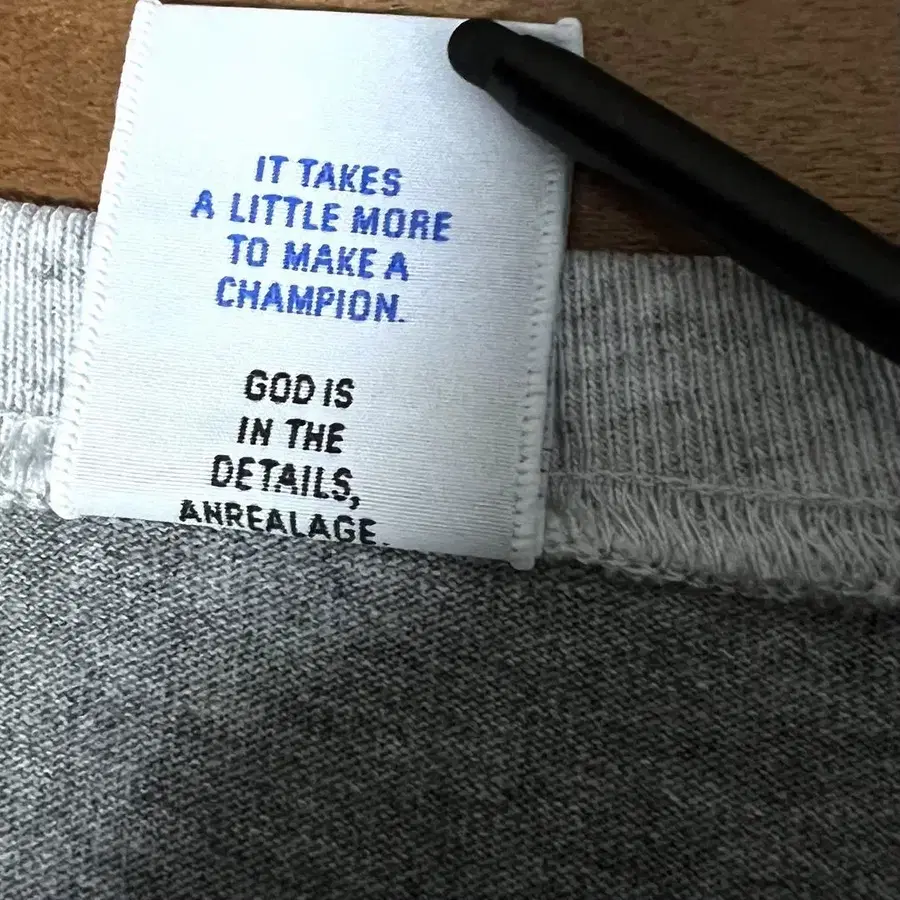 IT TAKES
A LITTLE MORE
TO MAKE A
CHAMPION.
GOD IS
IN THE
DETAILS,
ANREALAGE.